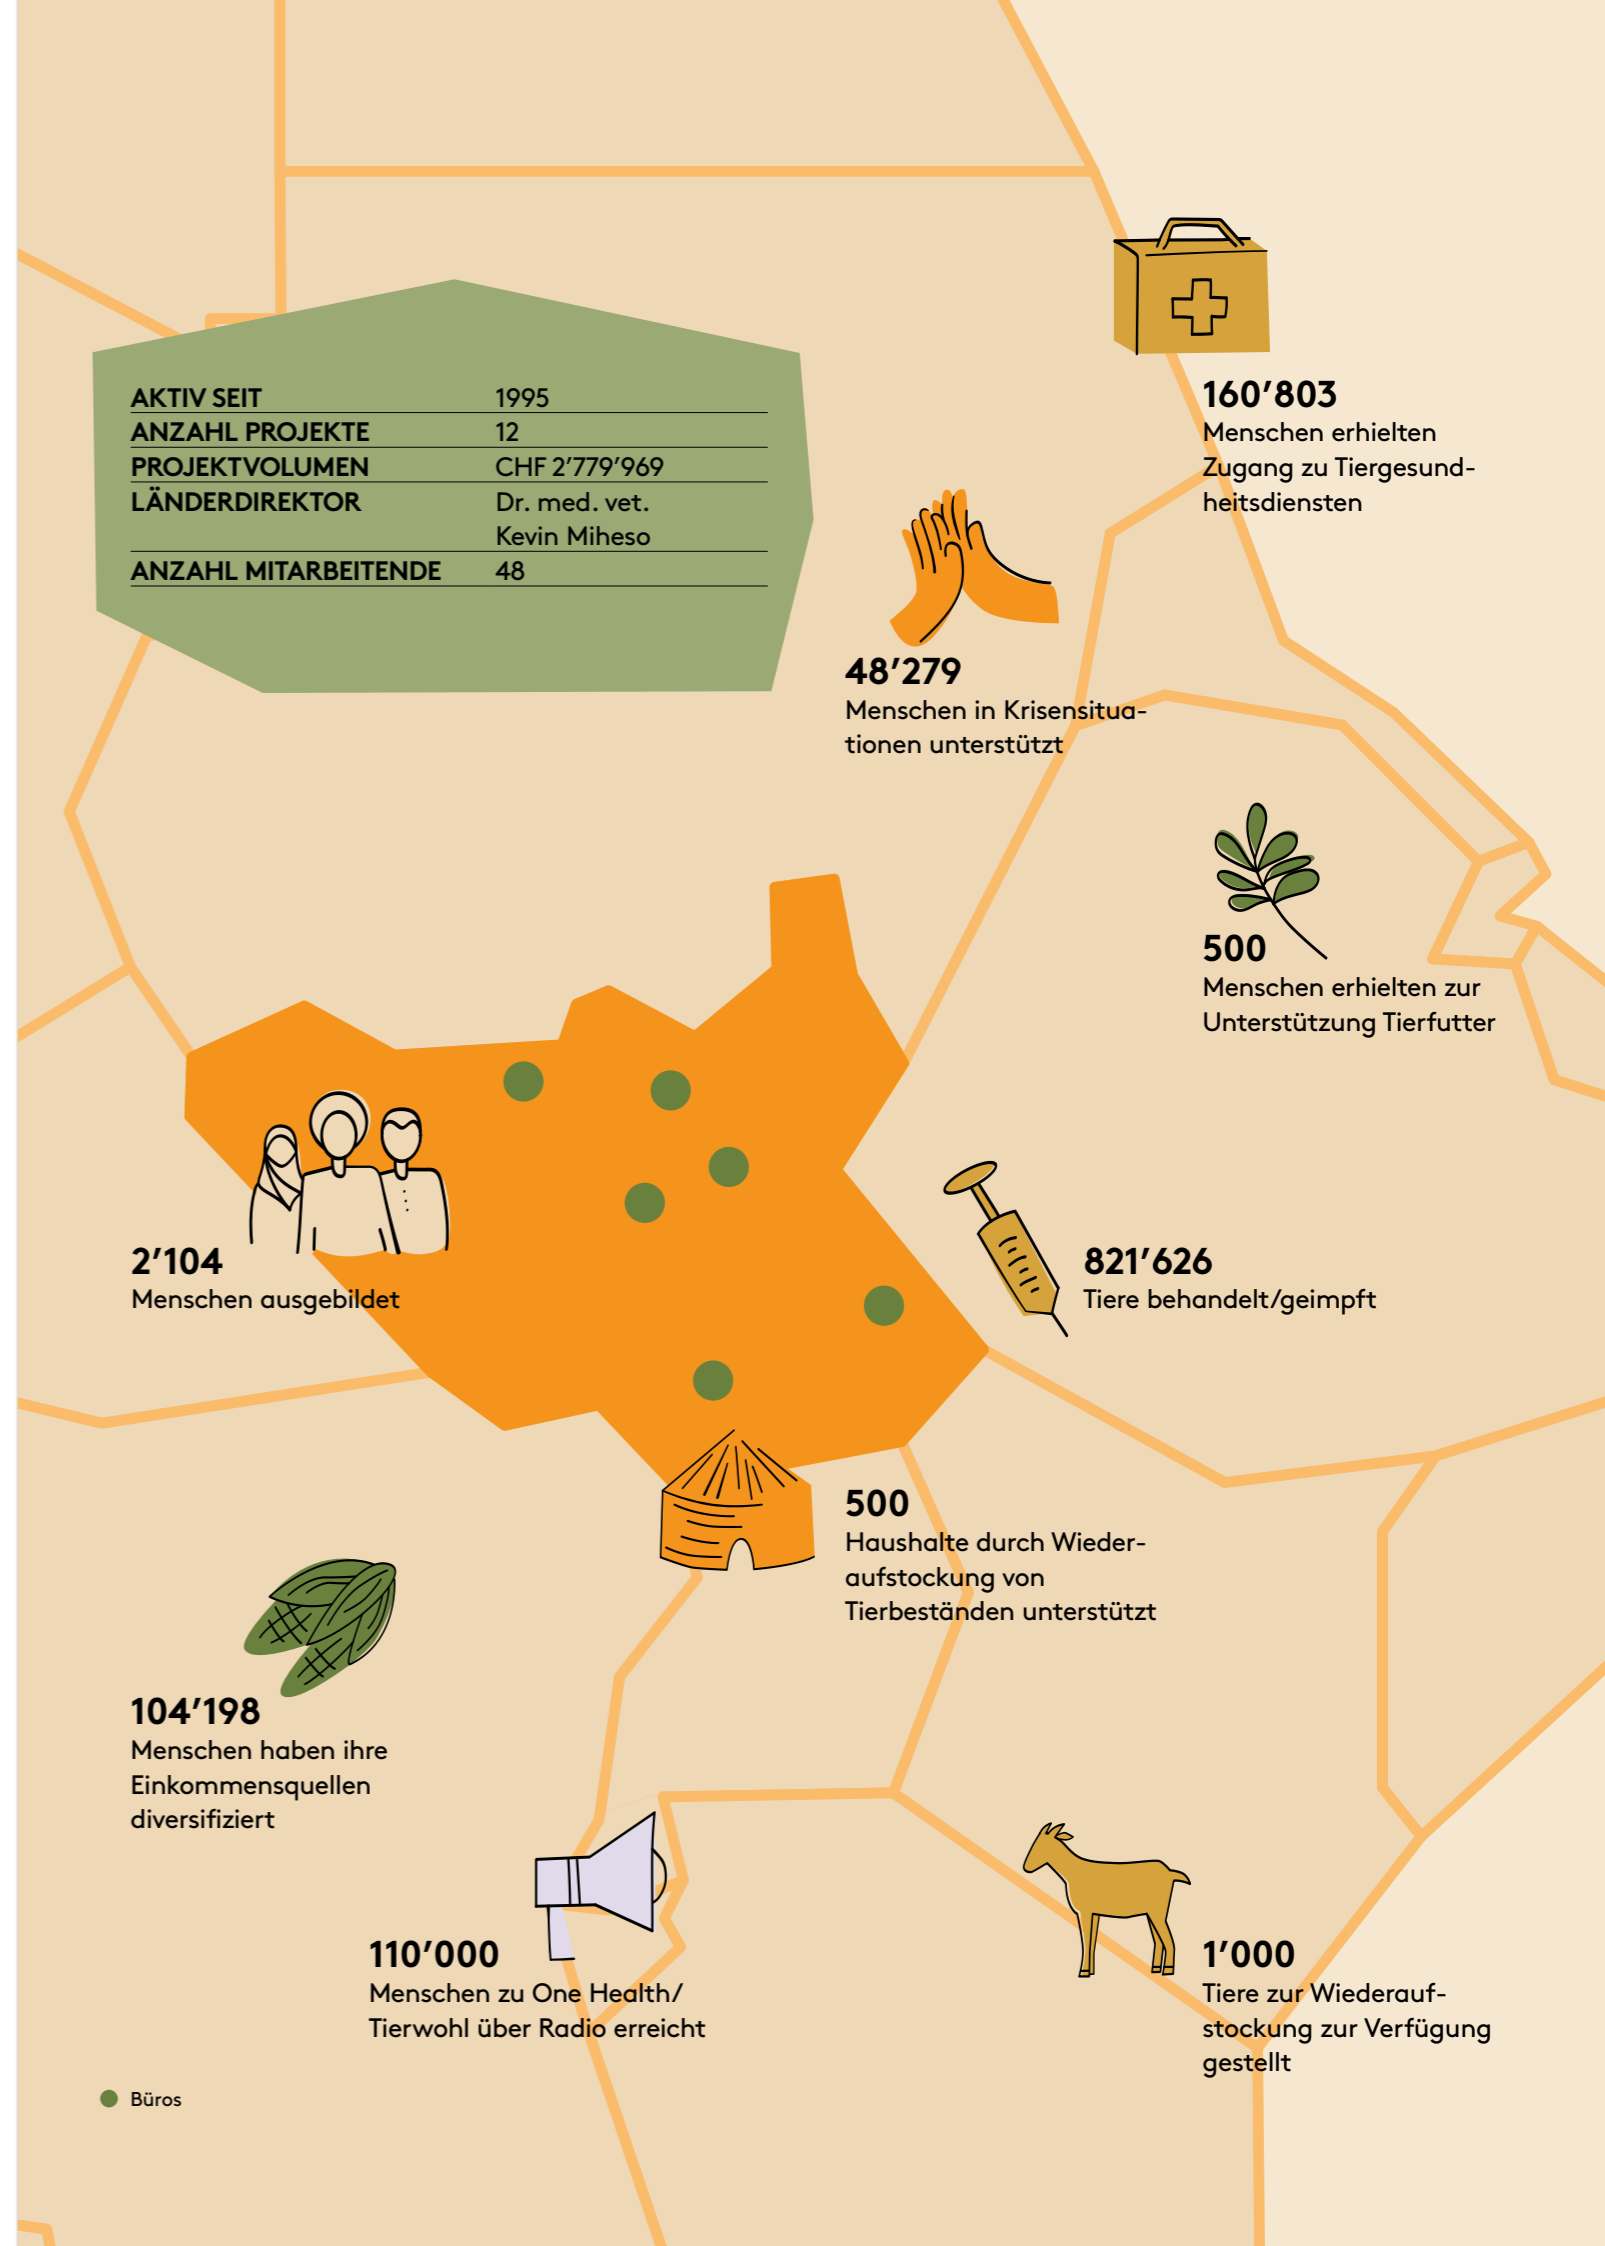 AKTIV SEIT 1995
ANZAHL PROJEKTE 12
PROJEKTVOLUMEN CHF 2’779’969
LÄNDERDIREKTOR Dr. med. vet.
Kevin Miheso
ANZAHL MITARBEITENDE 48
160’803
Menschen erhielten
Zugang zu Tiergesund-
heitsdiensten
48’279
Menschen in Krisensitua-
tionen unterstützt
500
Menschen erhielten zur
Unterstützung Tierfutter
2’104
Menschen ausgebildet
821’626
Tiere behandelt/geimpft
500
Haushalte durch Wieder-
aufstockung von
Tierbeständen unterstützt
104’198
Menschen haben ihre
Einkommensquellen
diversifiziert
110’000
Menschen zu One Health/
Tierwohl über Radio erreicht
1’000
Tiere zur Wiederauf-
stockung zur Verfügung
gestellt
Büros